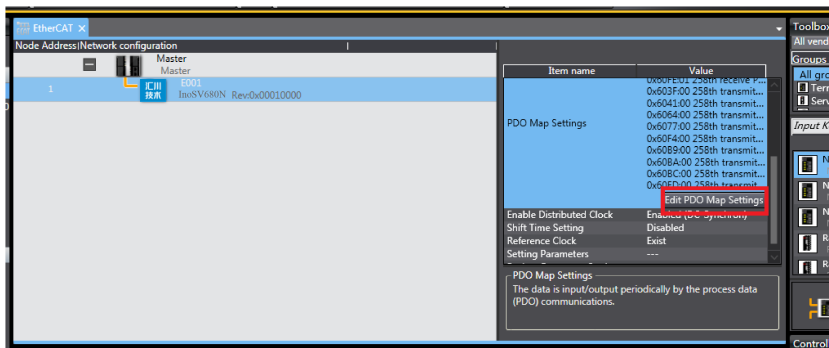 EtherCAT
Node Address|Network configuration
Master
Master
1
汇川
技术
E001
InoSV680N Rev:0x00010000
Item name
Value
PDO Map Settings
0x60FE:01 258th receive P...
0x603F:00 258th transmit...
0x6041:00 258th transmit...
0x6064:00 258th transmit...
0x6077:00 258th transmit...
0x60F4:00 258th transmit...
0x60B9:00 258th transmit...
0x60BA:00 258th transmit...
0x60BC:00 258th transmit...
0x60FD:00 258th transmit...
Edit PDO Map Settings
Enable Distributed Clock
Enabled (DC Synchron)
Shift Time Setting
Disabled
Reference Clock
Exist
Setting Parameters
---
PDO Map Settings
The data is input/output periodically by the process data
(PDO) communications.
Toolbox
All vend
Groups
All gro
Term
Serv
Input K
N
N
N
R
R
Control